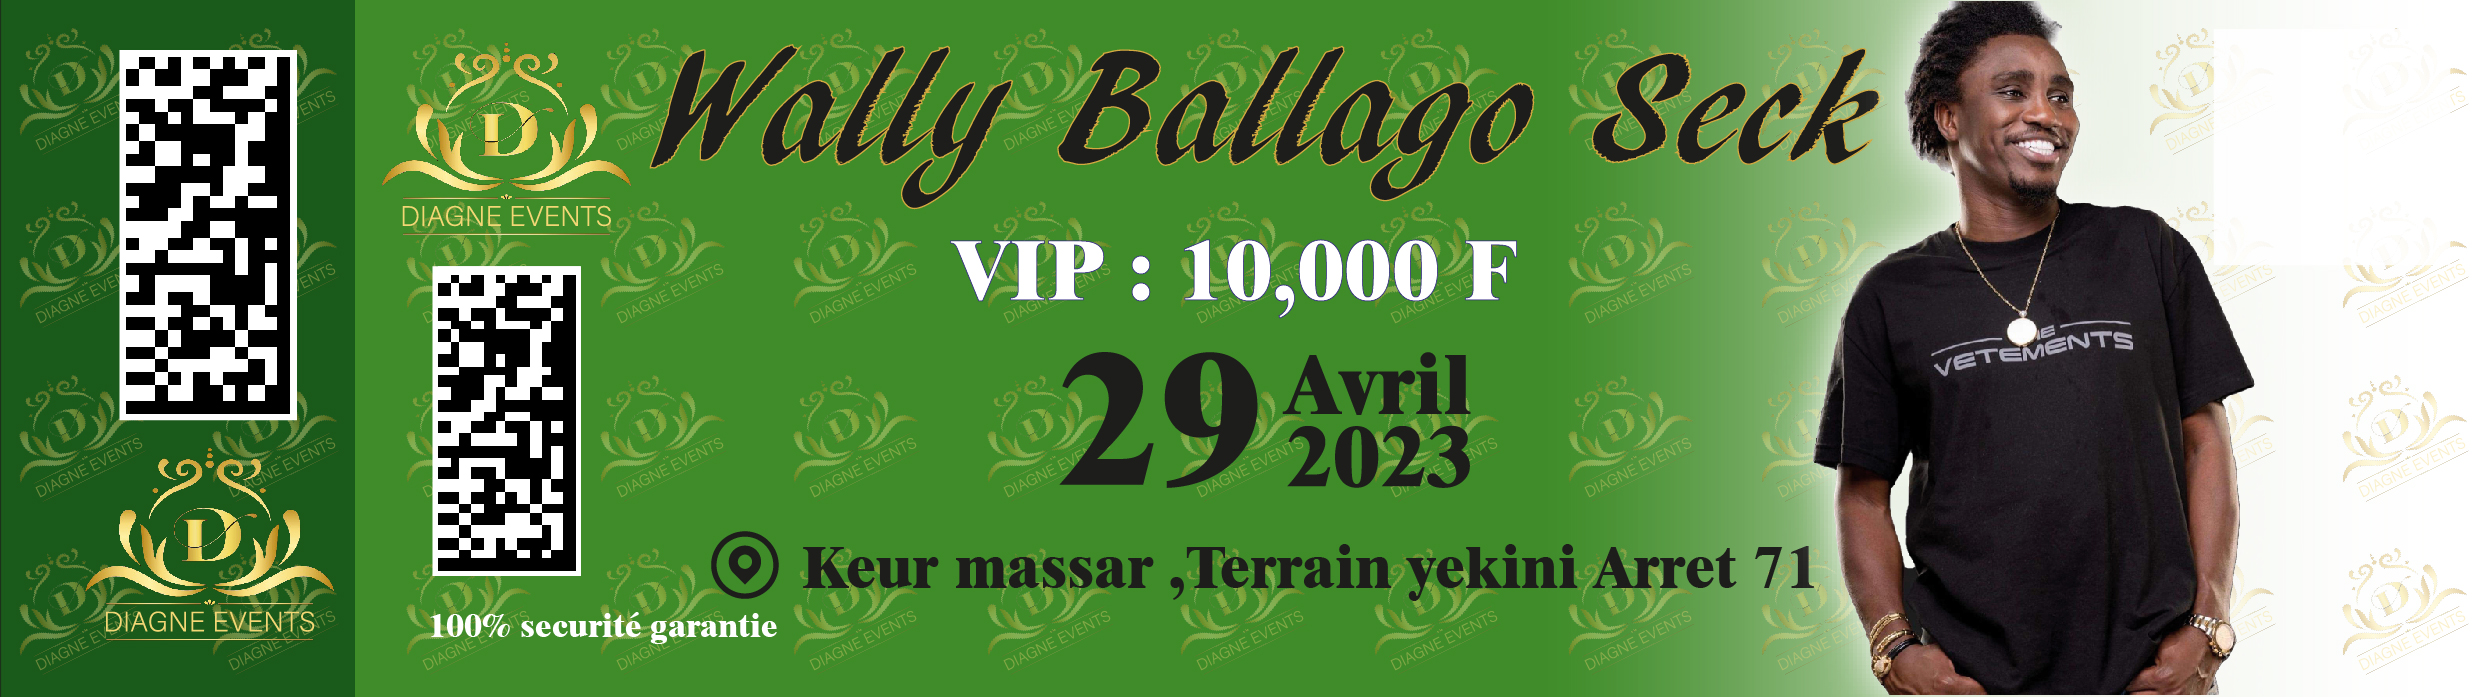 DIAGNE EVENTS
DIAGNE EVENTS
Wally Ballago Seck
VIP : 10,000 F
29 Avril
2023
Keur massar ,Terrain yekini Arret 71
100% securité garantie
VETEMENTS